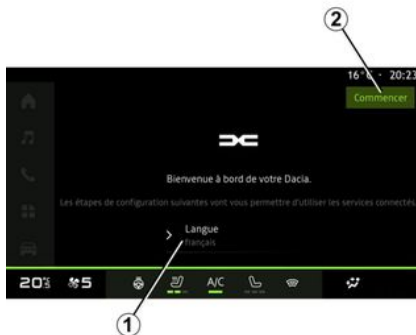 2
16°C · 20:23
Commencer
Bienvenue à bord de votre Dacia.
Les étapes de configuration suivantes vont vous permettre d'utiliser les services connectés.
Langue
français
20
5
A/C
1